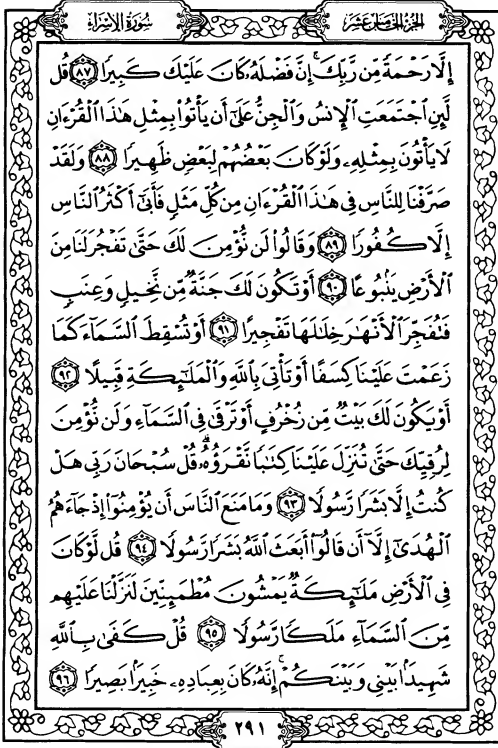 الجزء الخامس عشر
سورة الإسراء
إِلَّا رَحْمَةً مِّن رَّبِّكَ ۚ إِنَّ فَضْلَهُۥ كَانَ عَلَيْكَ كَبِيرًا ٨٧ قُل
لَّئِنِ ٱجْتَمَعَتِ ٱلْإِنسُ وَٱلْجِنُّ عَلَىٰٓ أَن يَأْتُوا۟ بِمِثْلِ هَٰذَا ٱلْقُرْءَانِ
لَا يَأْتُونَ بِمِثْلِهِۦ وَلَوْ كَانَ بَعْضُهُمْ لِبَعْضٍ ظَهِيرًا ٨٨ وَلَقَدْ
صَرَّفْنَا لِلنَّاسِ فِى هَٰذَا ٱلْقُرْءَانِ مِن كُلِّ مَثَلٍ فَأَبَىٰٓ أَكْثَرُ ٱلنَّاسِ
إِلَّا كُفُورًا ٨٩ وَقَالُوا۟ لَن نُّؤْمِنَ لَكَ حَتَّىٰ تَفْجُرَ لَنَا مِنَ
ٱلْأَرْضِ يَنۢبُوعًا ٩٠ أَوْ تَكُونَ لَكَ جَنَّةٌ مِّن نَّخِيلٍ وَعِنَبٍ
فَتُفَجِّرَ ٱلْأَنْهَٰرَ خِلَٰلَهَا تَفْجِيرًا ٩١ أَوْ تُسْقِطَ ٱلسَّمَآءَ كَمَا
زَعَمْتَ عَلَيْنَا كِسَفًا أَوْ تَأْتِىَ بِٱللَّهِ وَٱلْمَلَٰٓئِكَةِ قَبِيلًا ٩٢
أَوْ يَكُونَ لَكَ بَيْتٌ مِّن زُخْرُفٍ أَوْ تَرْقَىٰ فِى ٱلسَّمَآءِ وَلَن نُّؤْمِنَ
لِرُقِيِّكَ حَتَّىٰ تُنَزِّلَ عَلَيْنَا كِتَٰبًا نَّقْرَؤُهُۥ ۗ قُلْ سُبْحَانَ رَبِّى هَلْ
كُنتُ إِلَّا بَشَرًا رَّسُولًا ٩٣ وَمَا مَنَعَ ٱلنَّاسَ أَن يُؤْمِنُوٓا۟ إِذْ جَآءَهُمُ
ٱلْهُدَىٰٓ إِلَّآ أَن قَالُوٓا۟ أَبَعَثَ ٱللَّهُ بَشَرًا رَّسُولًا ٩٤ قُل لَّوْ كَانَ
فِى ٱلْأَرْضِ مَلَٰٓئِكَةٌ يَمْشُونَ مُطْمَئِنِّينَ لَنَزَّلْنَا عَلَيْهِم
مِّنَ ٱلسَّمَآءِ مَلَكًا رَّسُولًا ٩٥ قُلْ كَفَىٰ بِٱللَّهِ
شَهِيدًۢا بَيْنِى وَبَيْنَكُمْ ۚ إِنَّهُۥ كَانَ بِعِبَادِهِۦ خَبِيرًۢا بَصِيرًا ٩٦
٢٩١